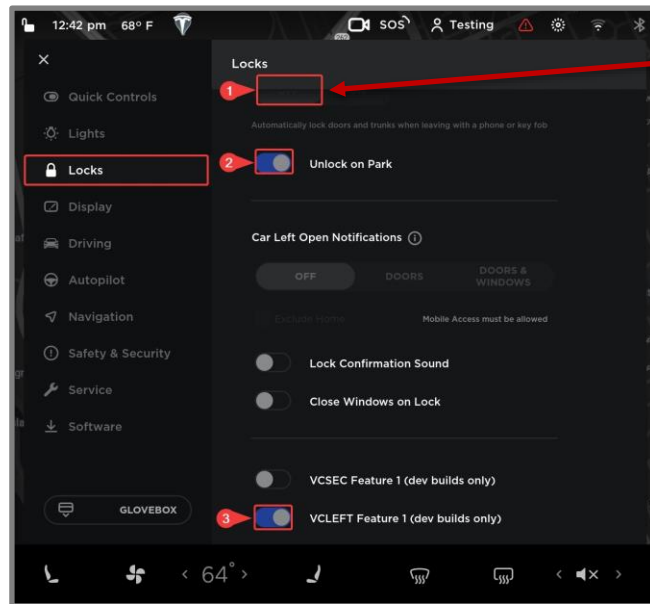 12:42 pm 68° F SOS Testing
262
Locks
1
Quick Controls
Automatically lock doors and trunks when leaving with a phone or key fob
Lights
2 Unlock on Park
Locks
Display
Car Left Open Notifications
Driving
OFF DOORS DOORS & WINDOWS
Autopilot
Exclude Home Mobile Access must be allowed
Navigation
Safety & Security
Lock Confirmation Sound
Service
Close Windows on Lock
Software
VCSEC Feature 1 (dev builds only)
GLOVEBOX
3 VCLEFT Feature 1 (dev builds only)
64°